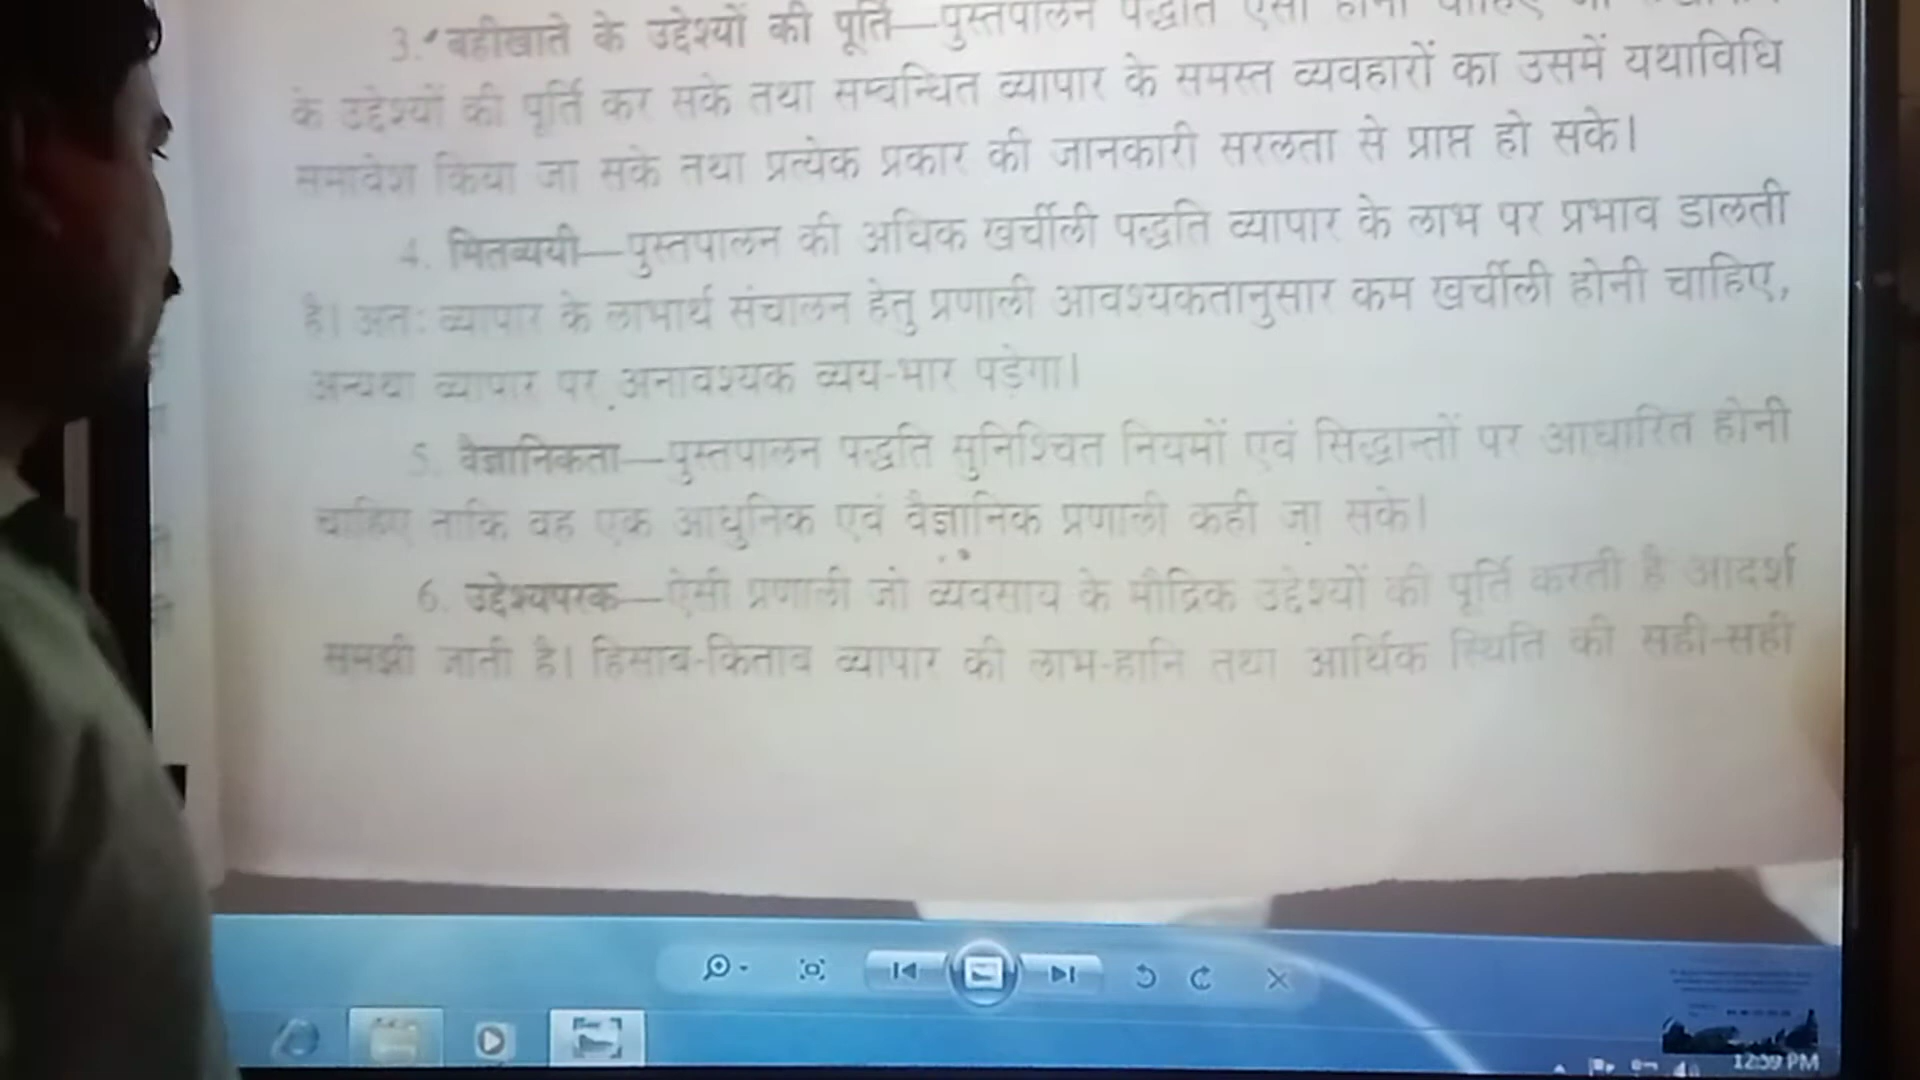 3. बहीखाते के उद्देश्यों की पूर्ति—पुस्तपालन पद्धति ऐसी होनी चाहिए जो
के उद्देश्यों की पूर्ति कर सके तथा सम्बन्धित व्यापार के समस्त व्यवहारों का उसमें यथाविधि
समावेश किया जा सके तथा प्रत्येक प्रकार की जानकारी सरलता से प्राप्त हो सके।
4. मितव्ययी—पुस्तपालन की अधिक खर्चीली पद्धति व्यापार के लाभ पर प्रभाव डालती
है। अतः व्यापार के लाभार्थ संचालन हेतु प्रणाली आवश्यकतानुसार कम खर्चीली होनी चाहिए,
अन्यथा व्यापार पर अनावश्यक व्यय-भार पड़ेगा।
5. वैज्ञानिकता—पुस्तपालन पद्धति सुनिश्चित नियमों एवं सिद्धान्तों पर आधारित होनी
चाहिए ताकि वह एक आधुनिक एवं वैज्ञानिक प्रणाली कही जा सके।
6. उद्देश्यपरक—ऐसी प्रणाली जो व्यवसाय के मौद्रिक उद्देश्यों की पूर्ति करती है आदर्श
समझी जाती है। हिसाब-किताब व्यापार की लाभ-हानि तथा आर्थिक स्थिति की सही-सही
12:59 PM